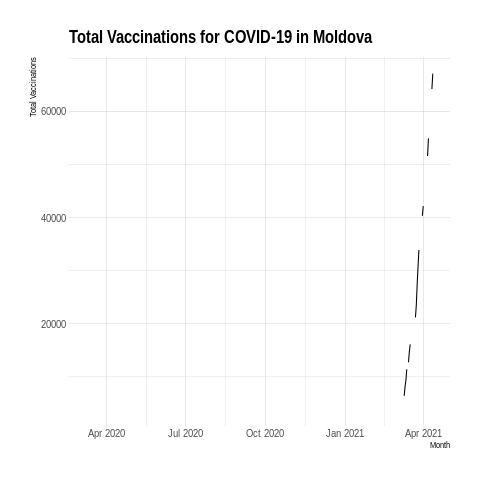 Total Vaccinations for COVID-19 in Moldova
Total Vaccinations
60000
40000
20000
Apr 2020 Jul 2020 Oct 2020 Jan 2021 Apr 2021
Month